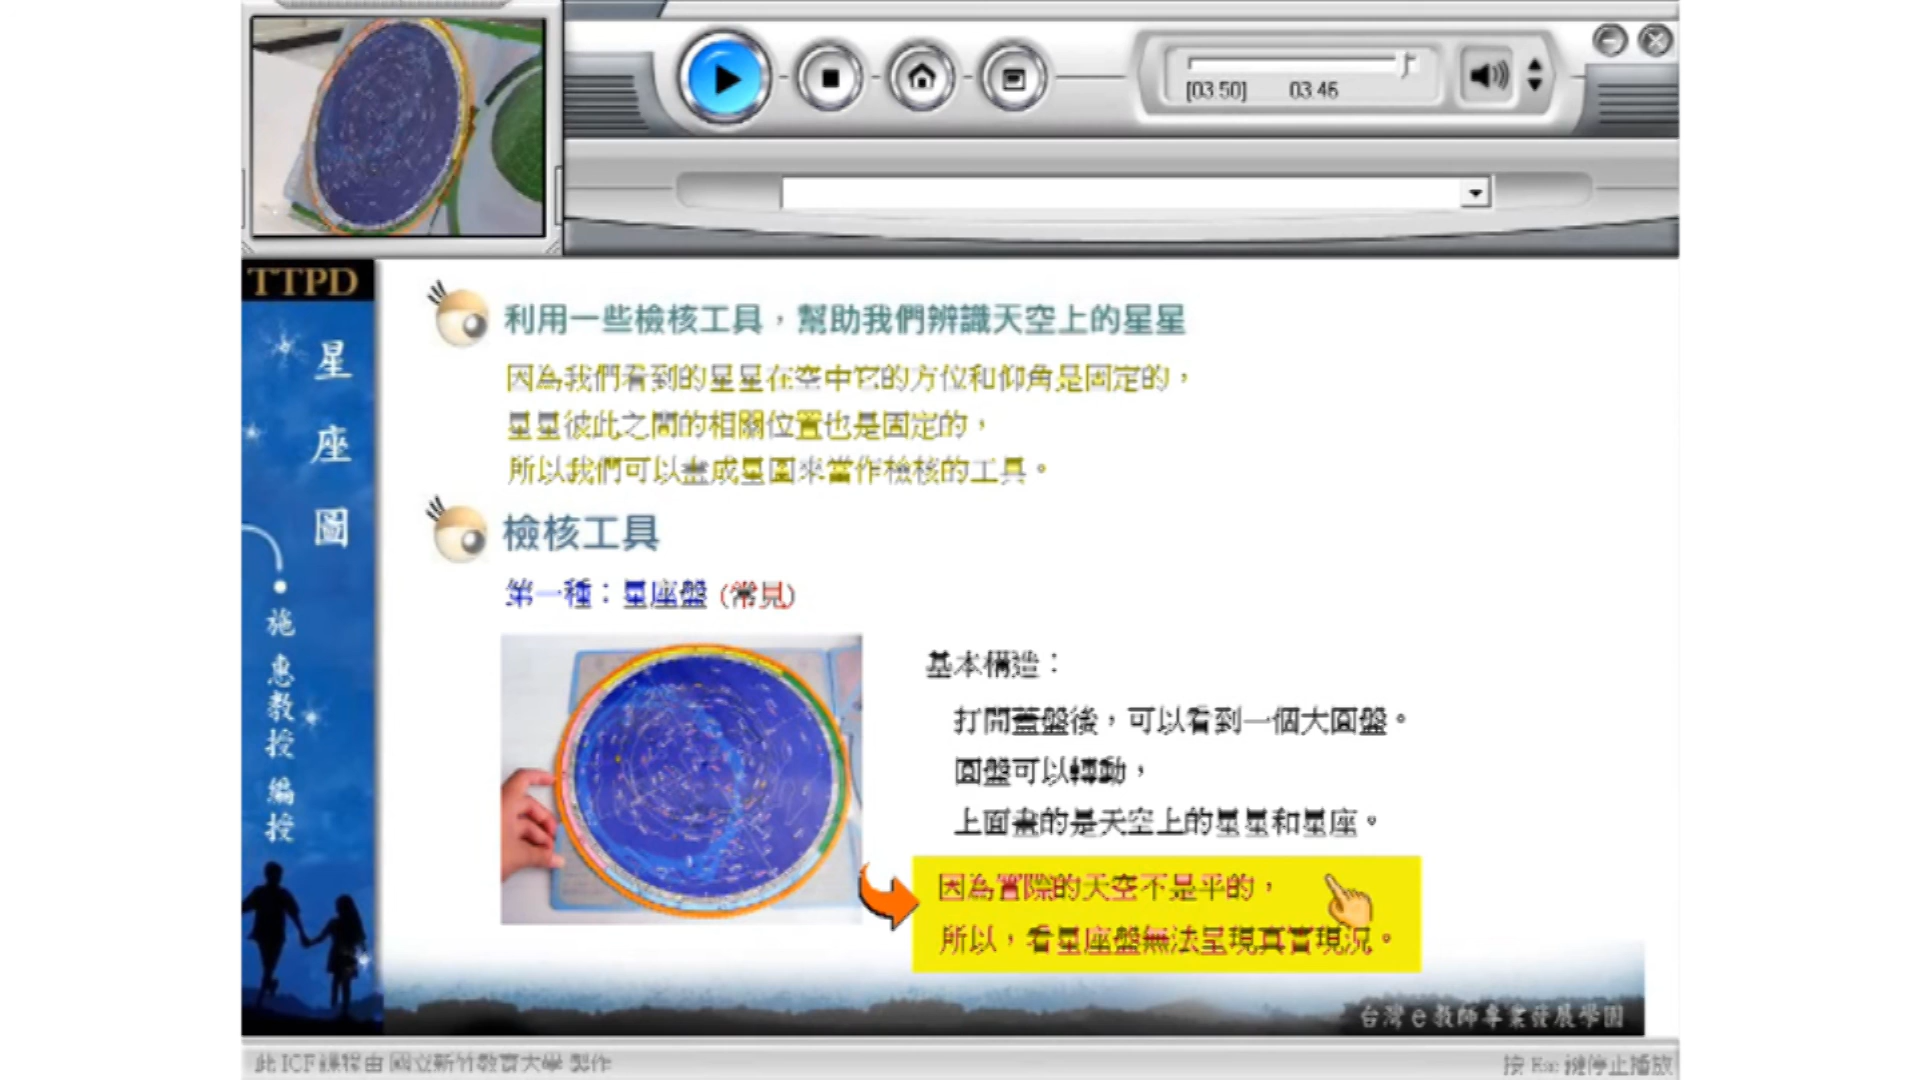 [03 50] 03 46
TTPD
星座圖
施惠教授 編授
利用一些檢核工具，幫助我們辨識天空上的星星
因為我們看到的星星在空中它的方位和仰角是固定的，
星星彼此之間的相關位置也是固定的，
所以我們可以畫成星圖來當作檢核的工具。
檢核工具
第一種：星座盤 (常見)
基本構造：
打開蓋盤後，可以看到一個大圓盤。
圓盤可以轉動，
上面畫的是天空上的星星和星座。
因為實際的天空不是平的，
所以，看星座盤無法呈現真實現況。
台灣e教師專業發展學園
此 ICF 課程由 國立新竹教育大學 製作
按 Esc 鍵停止播放